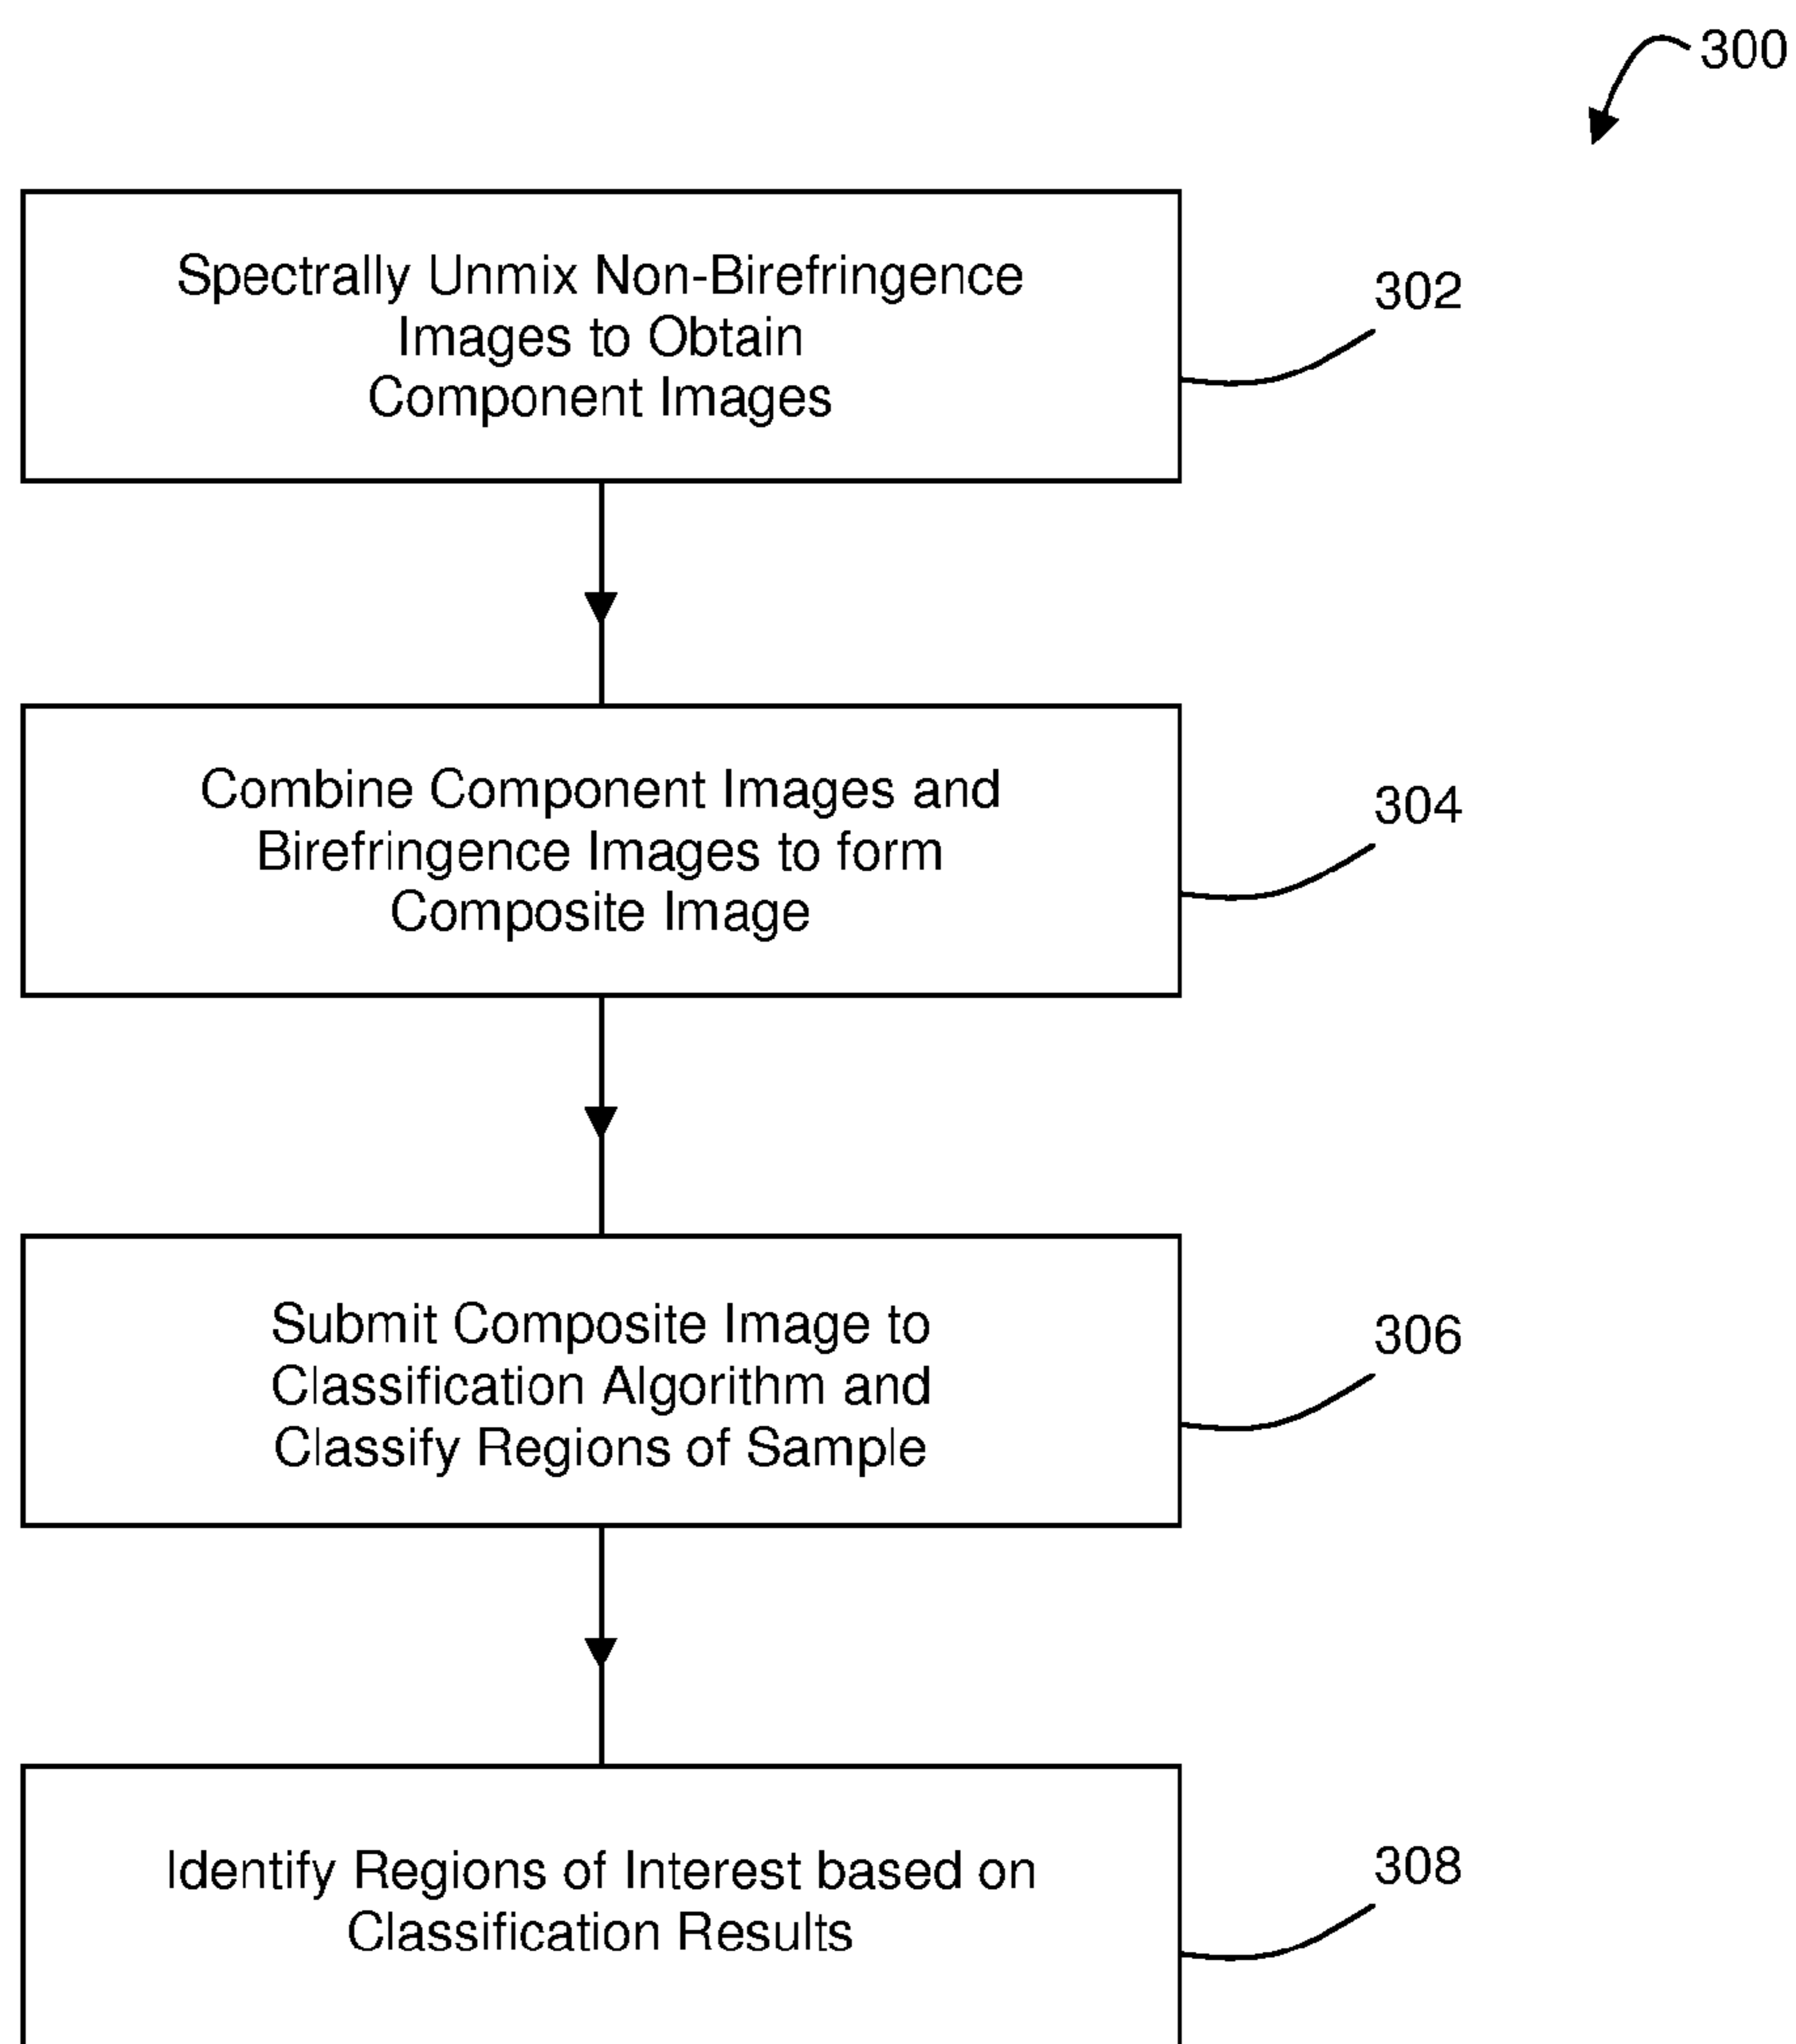 300
Spectrally Unmix Non-Birefringence
Images to Obtain
Component Images
302
Combine Component Images and
Birefringence Images to form
Composite Image
304
Submit Composite Image to
Classification Algorithm and
Classify Regions of Sample
306
Identify Regions of Interest based on
Classification Results
308